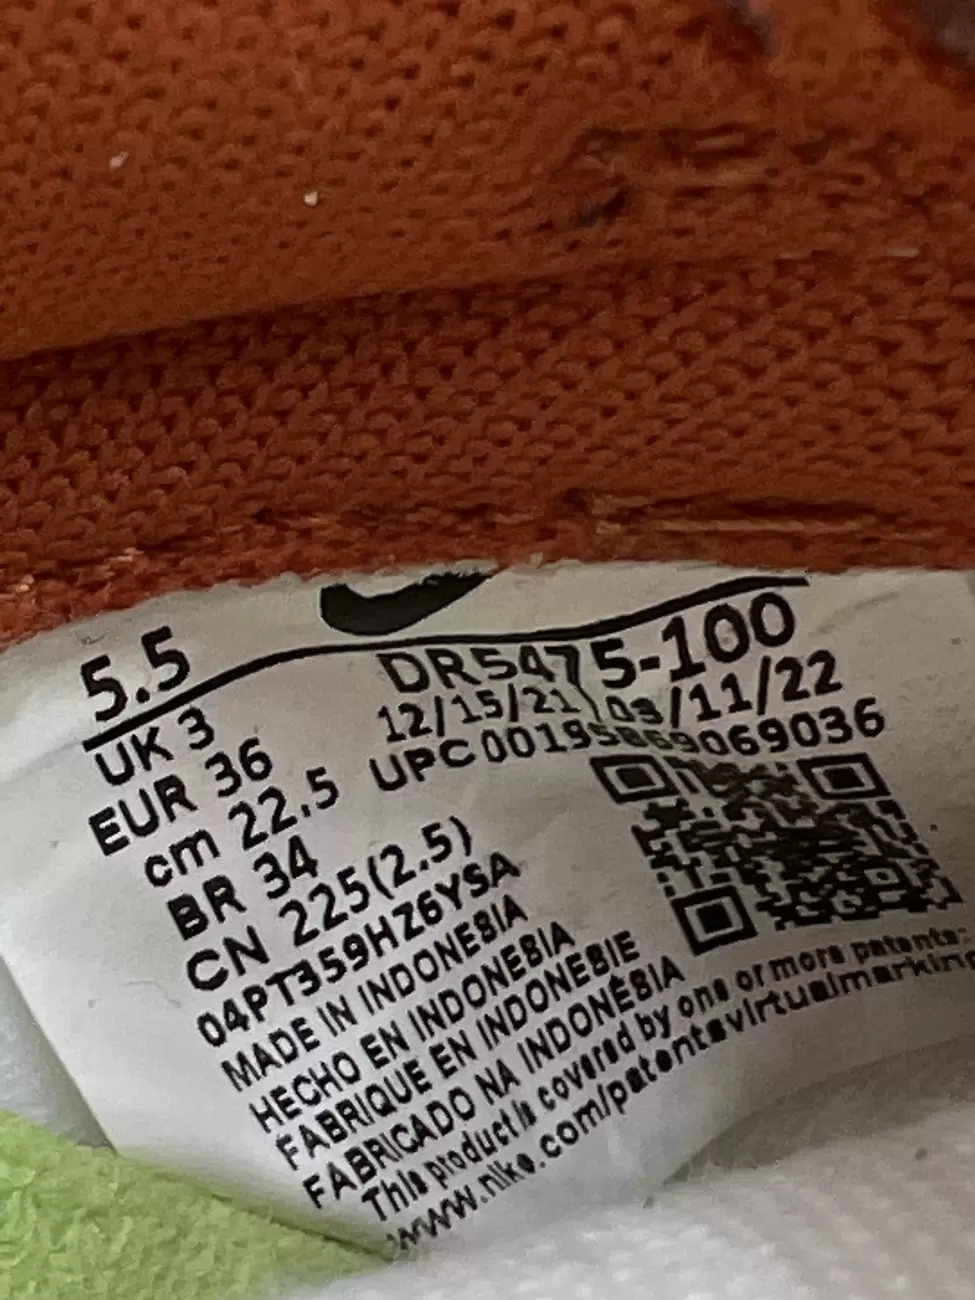 5.5
UK 3
EUR 36
cm 22.5
BR 34
CN 225(2.5)
DR5475-100
12/15/21 03/11/22
UPC00195869069036
04PT359HZ6YSA
MADE IN INDONESIA
HECHO EN INDONESIA
FABRIQUE EN INDONESIE
FABRICADO NA INDONÉSIA
This product is covered by one or more patents:
www.nike.com/patentsvirtualmarking